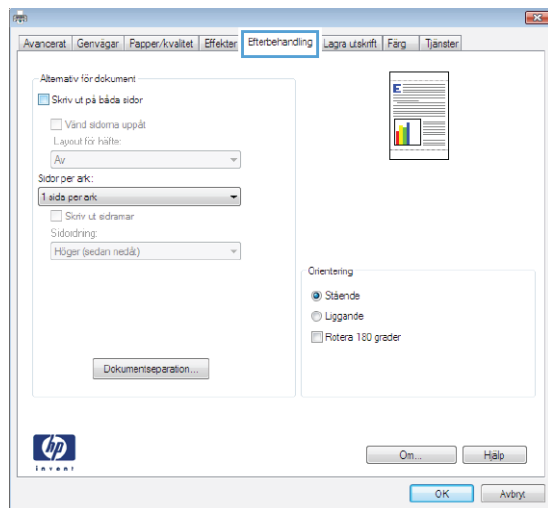 Avancerat Genvägar Papper/kvalitet Effekter Efterbehandling Lagra utskrift Färg Tjänster
Alternativ för dokument
Skriv ut på båda sidor
Vänd sidorna uppåt
Layout för häfte:
Av
Sidor per ark:
1 sida per ark
Skriv ut sidramar
Sidordning:
Höger (sedan nedåt)
Dokumentseparation...
E
Orientering
Stående
Liggande
Rotera 180 grader
hp
invent
Om... Hjälp
OK Avbryt